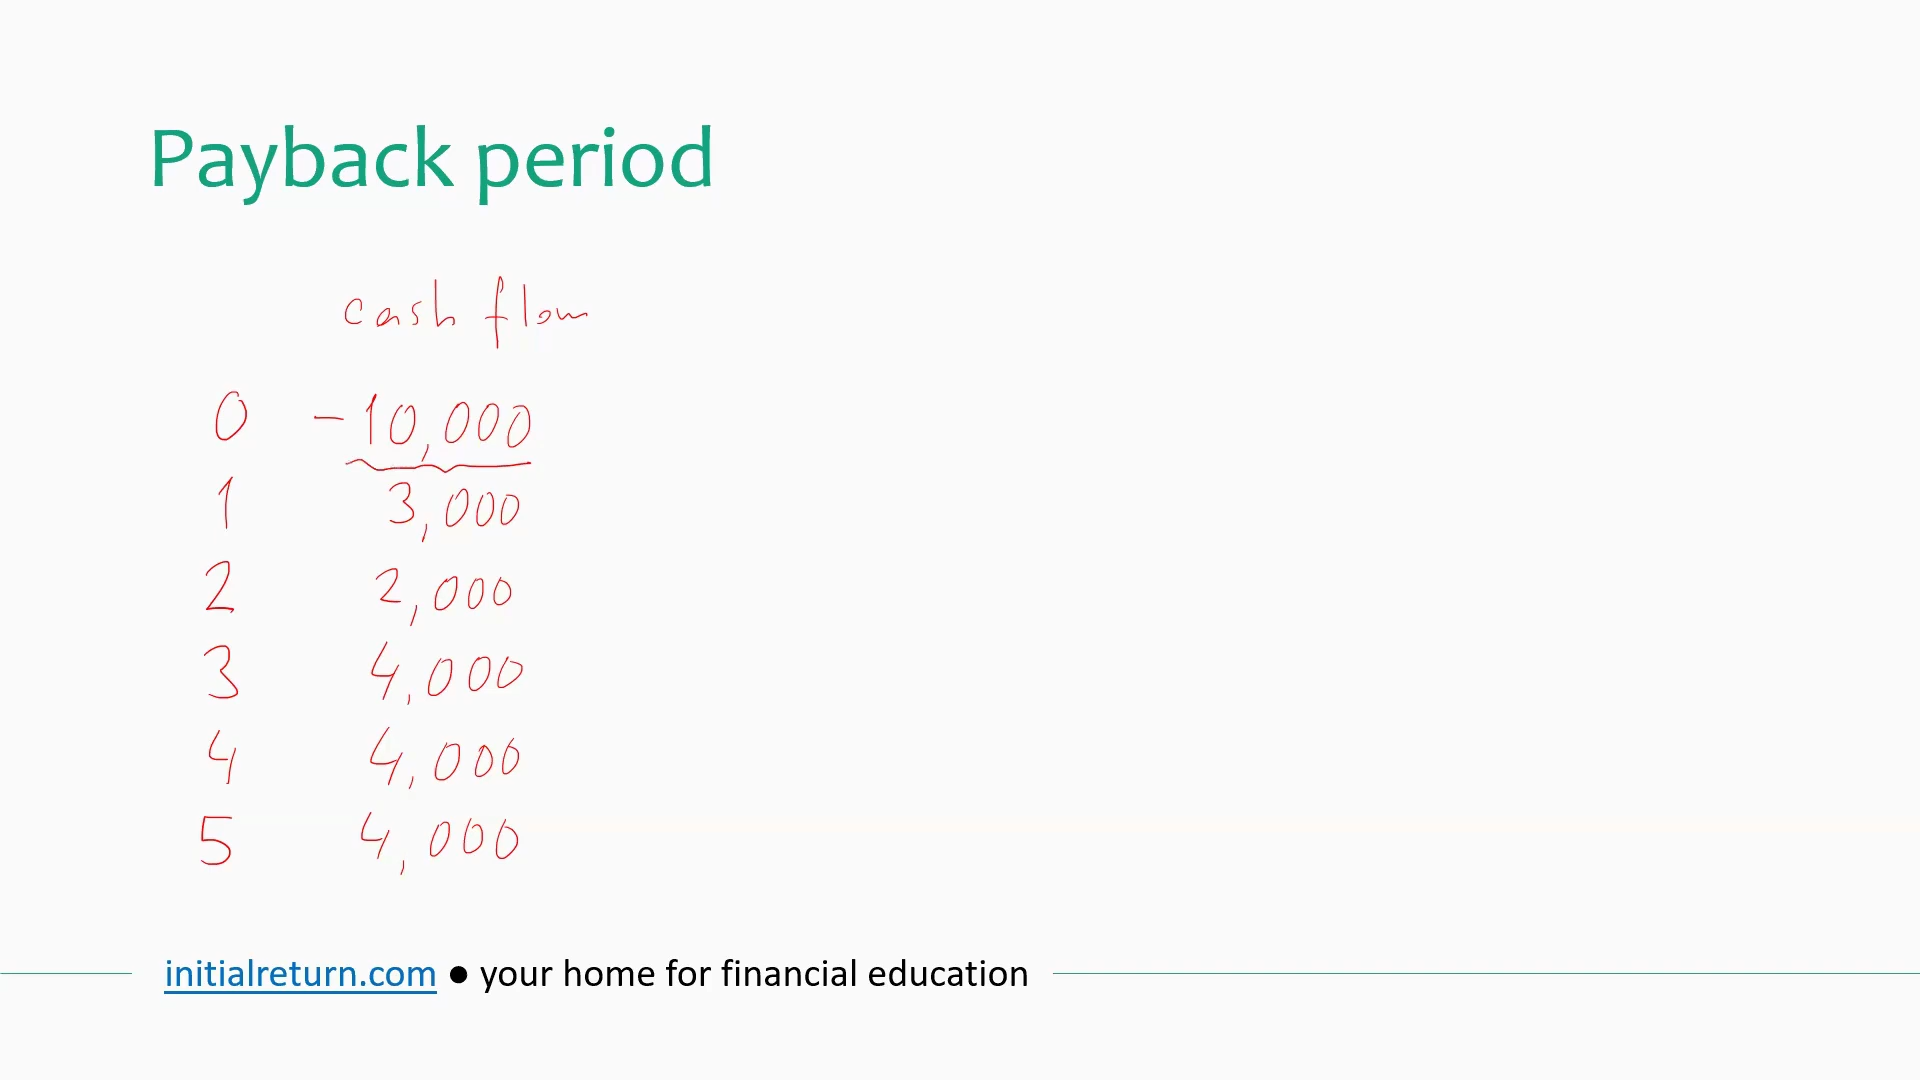 Payback period
cash flow
0 -10,000
1 3,000
2 2,000
3 4,000
4 4,000
5 4,000
initialreturn.com ● your home for financial education